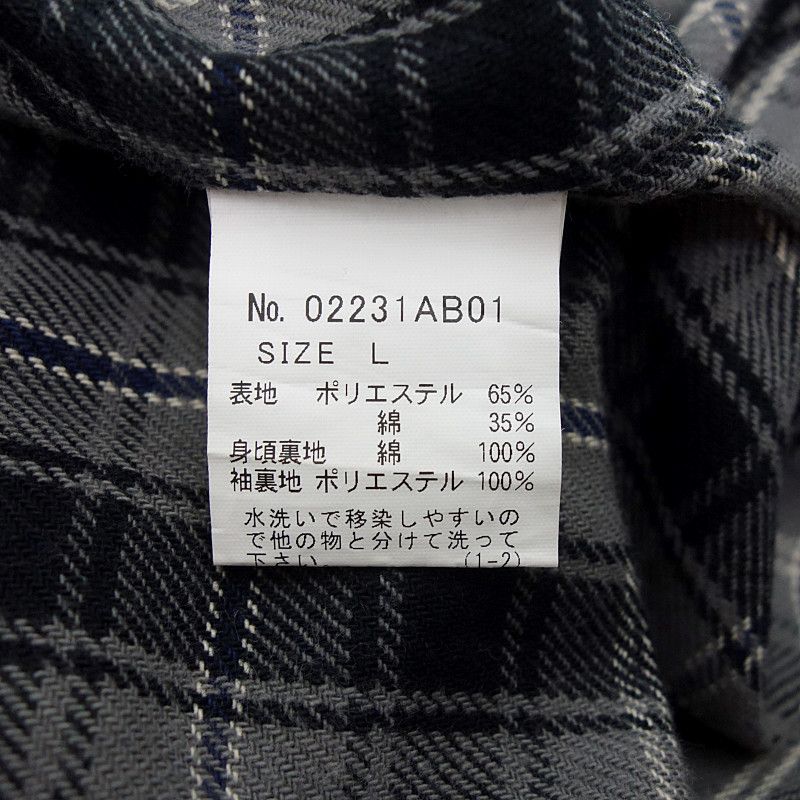 No. 02231AB01
SIZE L
表地 ポリエステル 65%
綿 35%
身頃裏地 綿 100%
袖裏地 ポリエステル 100%
水洗いで移染しやすいの
で他の物と分けて洗って
下さい。 (1-2)